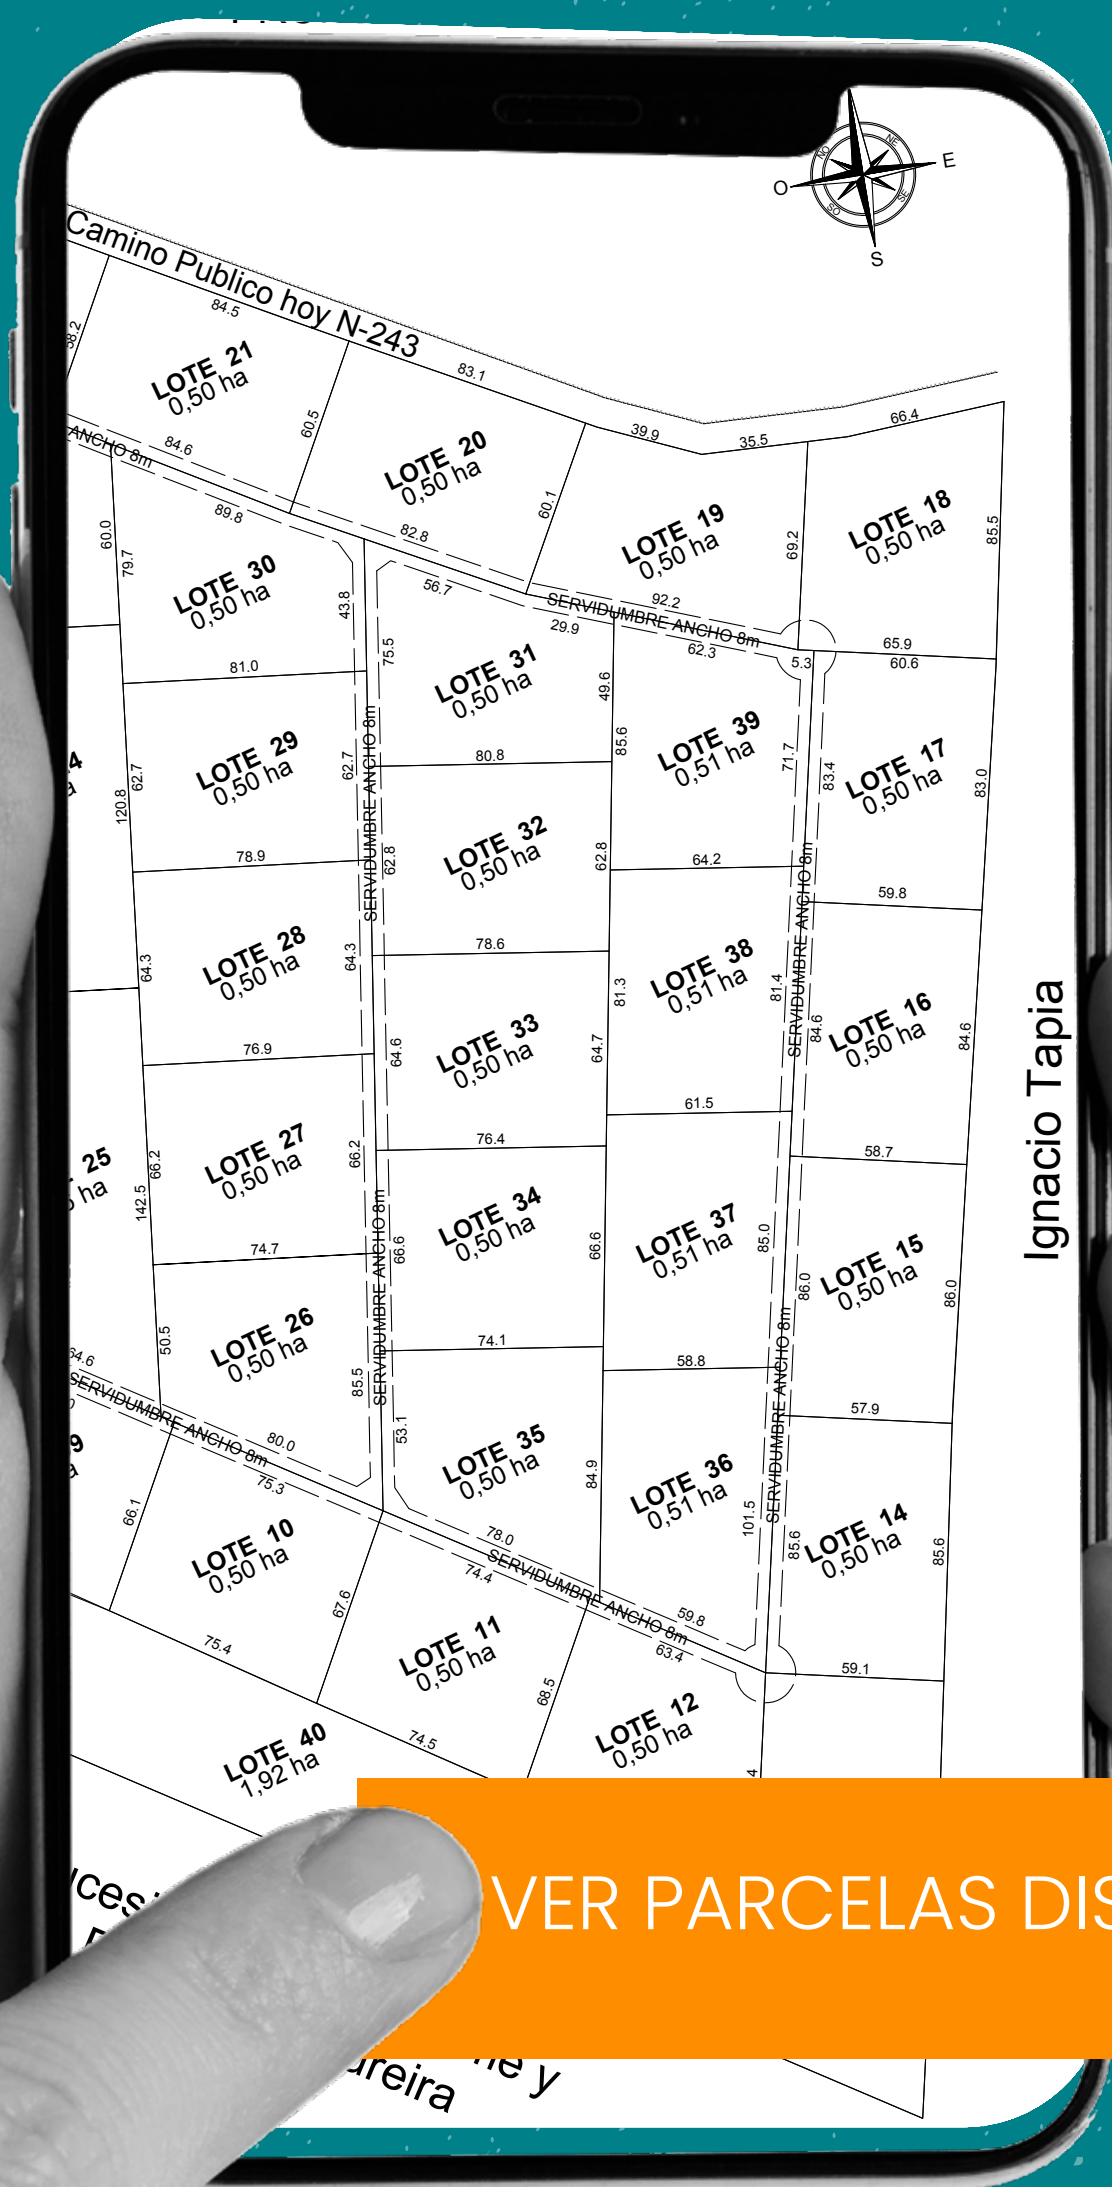 NE
NO
E
O
SE
SO
S
Camino Publico hoy N-243
84.5
58.2
LOTE 21
0,50 ha
83.1
60.5
84.6
ANCHO 8m
39.9
35.5
66.4
LOTE 20
0,50 ha
60.1
82.8
LOTE 19
0,50 ha
69.2
LOTE 18
0,50 ha
85.5
89.8
60.0
79.7
LOTE 30
0,50 ha
43.8
81.0
56.7
SERVIDUMBRE ANCHO 8m
92.2
29.9
62.3
5.3
65.9
60.6
75.5
LOTE 31
0,50 ha
49.6
80.8
85.6
LOTE 39
0,51 ha
71.7
83.4
LOTE 17
0,50 ha
83.0
LOTE 29
0,50 ha
62.7
62.7
120.8
78.9
SERVIDUMBRE ANCHO 8m
62.8
LOTE 32
0,50 ha
62.8
64.2
59.8
78.6
SERVIDUMBRE ANCHO 8m
LOTE 28
0,50 ha
64.3
64.3
76.9
LOTE 38
0,51 ha
81.3
81.4
84.6
LOTE 16
0,50 ha
84.6
LOTE 33
0,50 ha
64.6
64.7
61.5
76.4
58.7
Ignacio Tapia
25
ha
66.2
142.5
LOTE 27
0,50 ha
66.2
74.7
SERVIDUMBRE ANCHO 8m
66.6
LOTE 34
0,50 ha
66.6
74.1
LOTE 37
0,51 ha
85.0
86.0
LOTE 15
0,50 ha
86.0
58.8
57.9
SERVIDUMBRE ANCHO 8m
LOTE 26
0,50 ha
50.5
85.5
53.1
64.6
SERVIDUMBRE ANCHO 8m
80.0
75.3
LOTE 35
0,50 ha
84.9
LOTE 36
0,51 ha
101.5
85.6
LOTE 14
0,50 ha
85.6
66.1
LOTE 10
0,50 ha
67.6
78.0
SERVIDUMBRE ANCHO 8m
74.4
59.8
63.4
59.1
75.4
LOTE 11
0,50 ha
68.5
LOTE 12
0,50 ha
74.5
LOTE 40
1,92 ha
4
VER PARCELAS DIS
ne y
reira